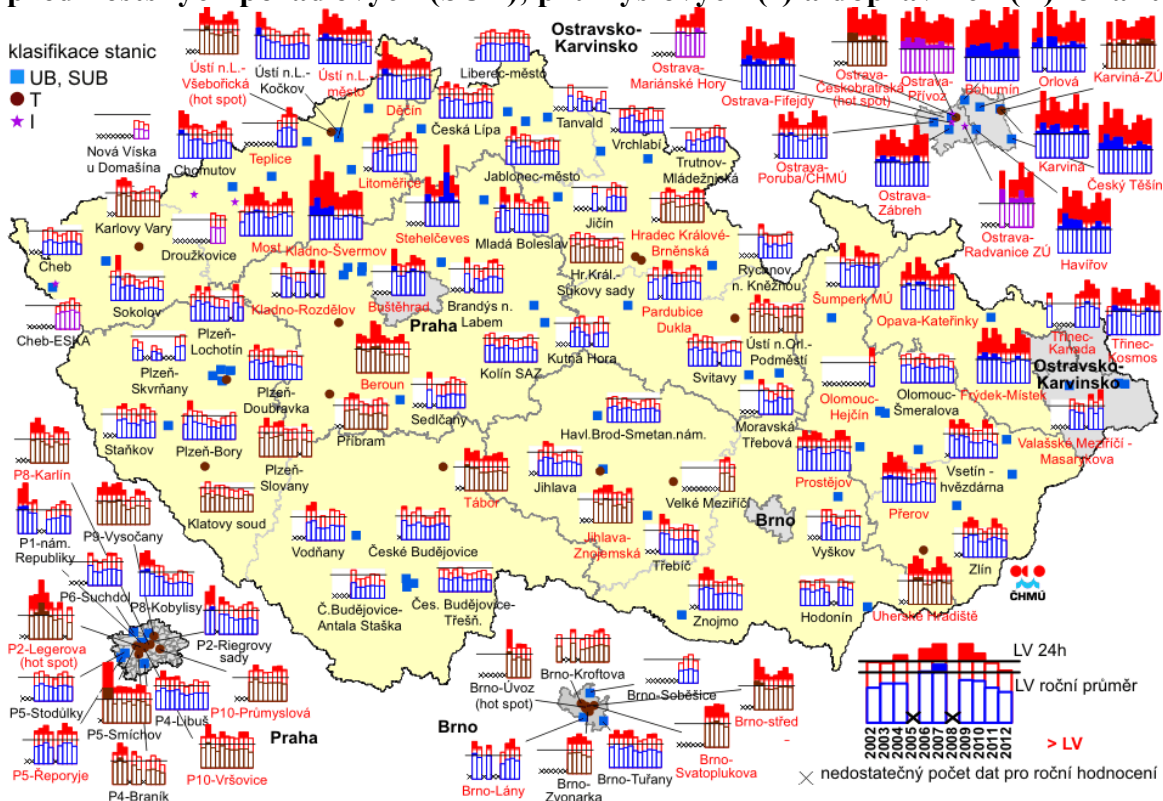 Ostravsko-
Karvinsko
klasifikace stanic
UB, SUB
T
I
Ústí n.L.-
Všebořická
(hot spot)
Ústí n.L.-
Kočkov
Ústí n.L.
město
Děčín
Liberec-město
Česká Lípa
Tanvald
Vrchlabí
Trutnov-
Mládežnická
Nová Víska
u Domašína
Chomutov
Teplice
Litoměřice
Jablonec-město
Ostrava-
Mariánské Hory
Ostrava-Fifejdy
Ostrava-
Českobratrská
(hot spot)
Ostrava-
Přívoz
Bohumín
Orlová
Karviná-ZÚ
Ostrava-
Poruba/CHMÚ
Ostrava-
Zábřeh
Karviná
Český Těšín
Ostrava-
Radvanice ZÚ
Havířov
Karlovy Vary
Droužkovice
Most
Kladno-Švermov
Stehelčeves
Mladá Boleslav
Jičín
Hradec Králové-
Brněnská
Cheb
Sokolov
Cheb-ESKA
Kladno-Rozdělov
Buštěhrad
Praha
Brandýs n.
Labem
Hr.Král.-
Sukovy sady
Rychnov
n. Kněžnou
Šumperk MÚ
Opava-Kateřinky
Plzeň-
Lochotín
Plzeň-
Skvrňany
Plzeň-
Doubravka
Beroun
Kolín SAZ
Kutná Hora
Pardubice
Dukla
Ústí n.Orl.-
Podměstí
Svitavy
Olomouc-
Hejčín
Olomouc-
Šmeralova
Frýdek-Místek
Třinec-
Kanada
Třinec-
Kosmos
Ostravsko-
Karvinsko
Staňkov
Plzeň-Bory
Plzeň-
Slovany
Příbram
Sedlčany
Havl.Brod-Smetan.nám.
Moravská
Třebová
Valašské Meziříčí -
Masarykova
P8-Karlín
Klatovy soud
Tábor
Jihlava
Velké Meziříčí
Prostějov
Přerov
Vsetín -
hvězdárna
P1-nám.
Republiky
P9-Vysočany
Vodňany
České Budějovice
Jihlava-
Znojemská
Třebíč
Brno
Vyškov
Zlín
ČHMÚ
P6-Suchdol
P8-Kobylisy
Č.Budějovice-
Antala Staška
Čes. Budějovice-
Třešň.
Znojmo
Hodonín
Uherské Hradiště
P2-Legerova
(hot spot)
P2-Riegrovy
sady
P5-Stodůlky
P5-Smíchov
P4-Libuš
P10-Průmyslová
P5-Řeporyje
P4-Braník
P10-Vršovice
Praha
Brno
Brno-Úvoz
(hot spot)
Brno-Kroftova
Brno-Soběšice
Brno-střed
Brno-
Svatoplukova
Brno-Lány
Brno-
Zvonařka
Brno-Tuřany
LV 24h
LV roční průměr
2002 2003 2004 2005 2006 2007 2008 2009 2010 2011 2012
> LV
nedostatečný počet dat pro roční hodnocení